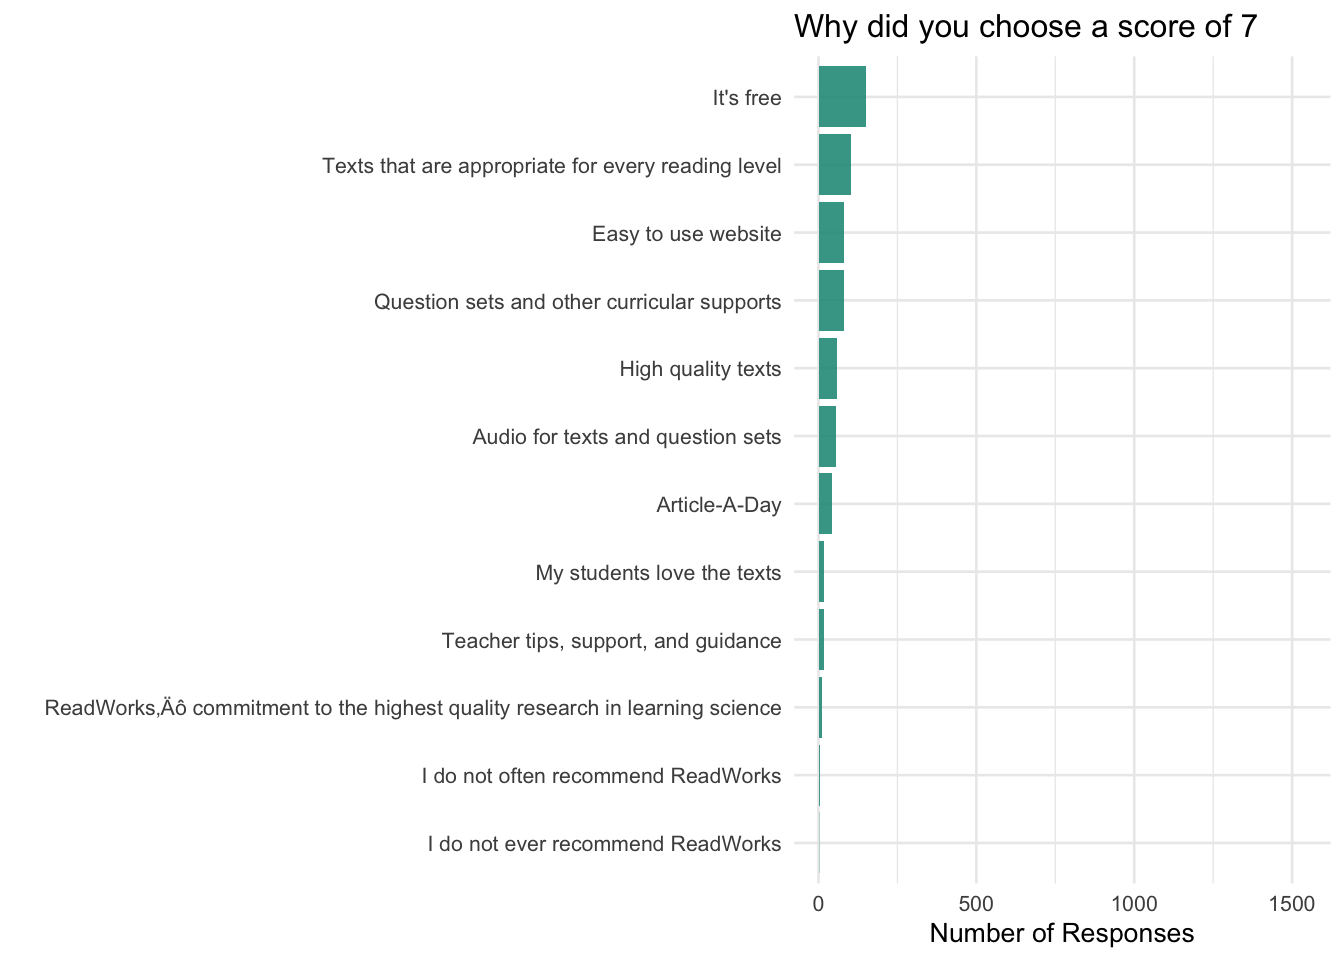 Why did you choose a score of 7
It's free
Texts that are appropriate for every reading level
Easy to use website
Question sets and other curricular supports
High quality texts
Audio for texts and question sets
Article-A-Day
My students love the texts
Teacher tips, support, and guidance
ReadWorks‚Äô commitment to the highest quality research in learning science
I do not often recommend ReadWorks
I do not ever recommend ReadWorks
0 500 1000 1500
Number of Responses